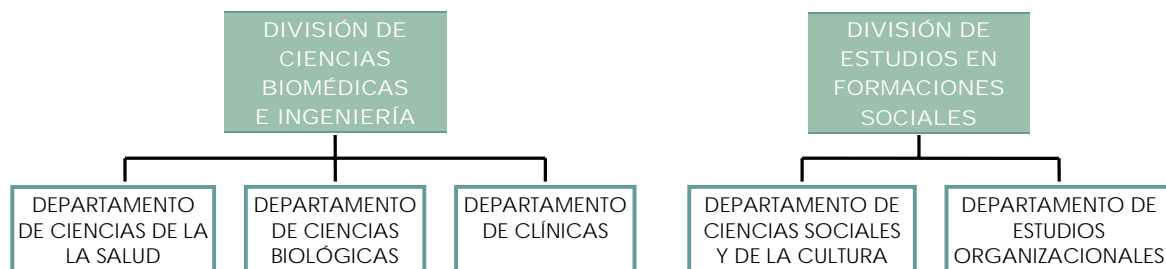 DIVISIÓN DE
CIENCIAS
BIOMÉDICAS
E INGENIERÍA
DIVISIÓN DE
ESTUDIOS EN
FORMACIONES
SOCIALES
DEPARTAMENTO
DE CIENCIAS DE LA
LA SALUD
DEPARTAMENTO
DE CIENCIAS
BIOLÓGICAS
DEPARTAMENTO
DE CLÍNICAS
DEPARTAMENTO DE
CIENCIAS SOCIALES
Y DE LA CULTURA
DEPARTAMENTO DE
ESTUDIOS
ORGANIZACIONALES